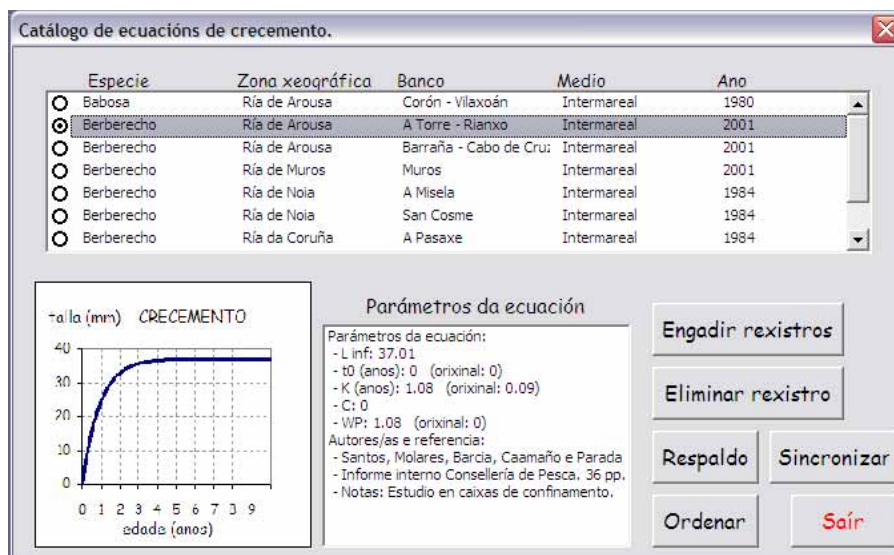 Catálogo de ecuacións de crecemento.
Especie Zona xeográfica Banco Medio Ano
Babosa Ría de Arousa Corón - Vilaxoán Intermareal 1980
Berberecho Ría de Arousa A Torre - Rianxo Intermareal 2001
Berberecho Ría de Arousa Barraña - Cabo de Cruz Intermareal 2001
Berberecho Ría de Muros Muros Intermareal 2001
Berberecho Ría de Noia A Misela Intermareal 1984
Berberecho Ría de Noia San Cosme Intermareal 1984
Berberecho Ría da Coruña A Pasaxe Intermareal 1984
talla (mm) CRECEMENTO
40
30
20
10
0
0 1 2 3 4 5 6 7 3 9
edade (anos)
Parámetros da ecuación
Parámetros da ecuación:
- L inf: 37.01
- t0 (anos): 0 (orixinal: 0)
- K (anos): 1.08 (orixinal: 0.09)
- C: 0
- WP: 1.08 (orixinal: 0)
Autores/as e referencia:
- Santos, Molares, Barcia, Caamaño e Parada
- Informe interno Consellería de Pesca. 36 pp.
- Notas: Estudio en caixas de confinamento.
Engadir rexistros
Eliminar rexistro
Respaldo Sincronizar
Ordenar Saír